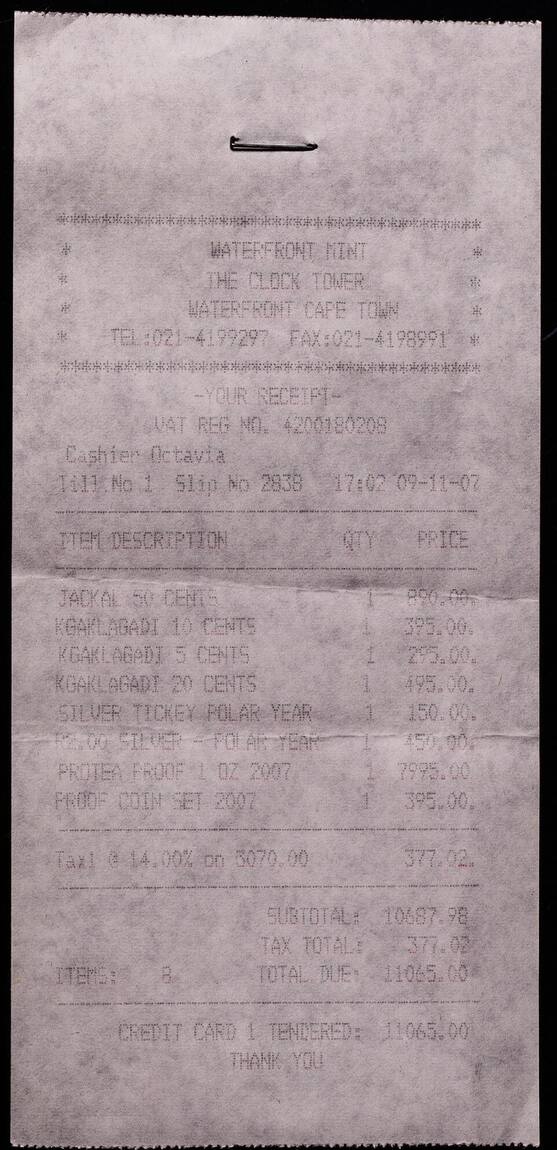 ******************************************
* WATERFRONT MINT *
* THE CLOCK TOWER *
* WATERFRONT CAPE TOWN *
* TEL:021-4199297 FAX:021-4198991 *
******************************************
-YOUR RECEIPT-
VAT REG NO. 4200180208
Cashier Octavia
Till No 1 Slip No 2838 17:02 09-11-07
ITEM DESCRIPTION QTY PRICE
JACKAL 50 CENTS 1 890.00.
KGAKLAGADI 10 CENTS 1 395.00.
KGAKLAGADI 5 CENTS 1 295.00.
KGAKLAGADI 20 CENTS 1 495.00.
SILVER TICKEY POLAR YEAR 1 150.00.
R2.00 SILVER - POLAR YEAR 1 450.00.
PROTEA PROOF 1 OZ 2007 1 7995.00
PROOF COIN SET 2007 1 395.00.
Tax1 @ 14.00% on 3070.00 377.02.
SUBTOTAL: 10687.98
TAX TOTAL: 377.02
ITEMS: 8 TOTAL DUE: 11065.00
CREDIT CARD 1 TENDERED: 11065.00
THANK YOU